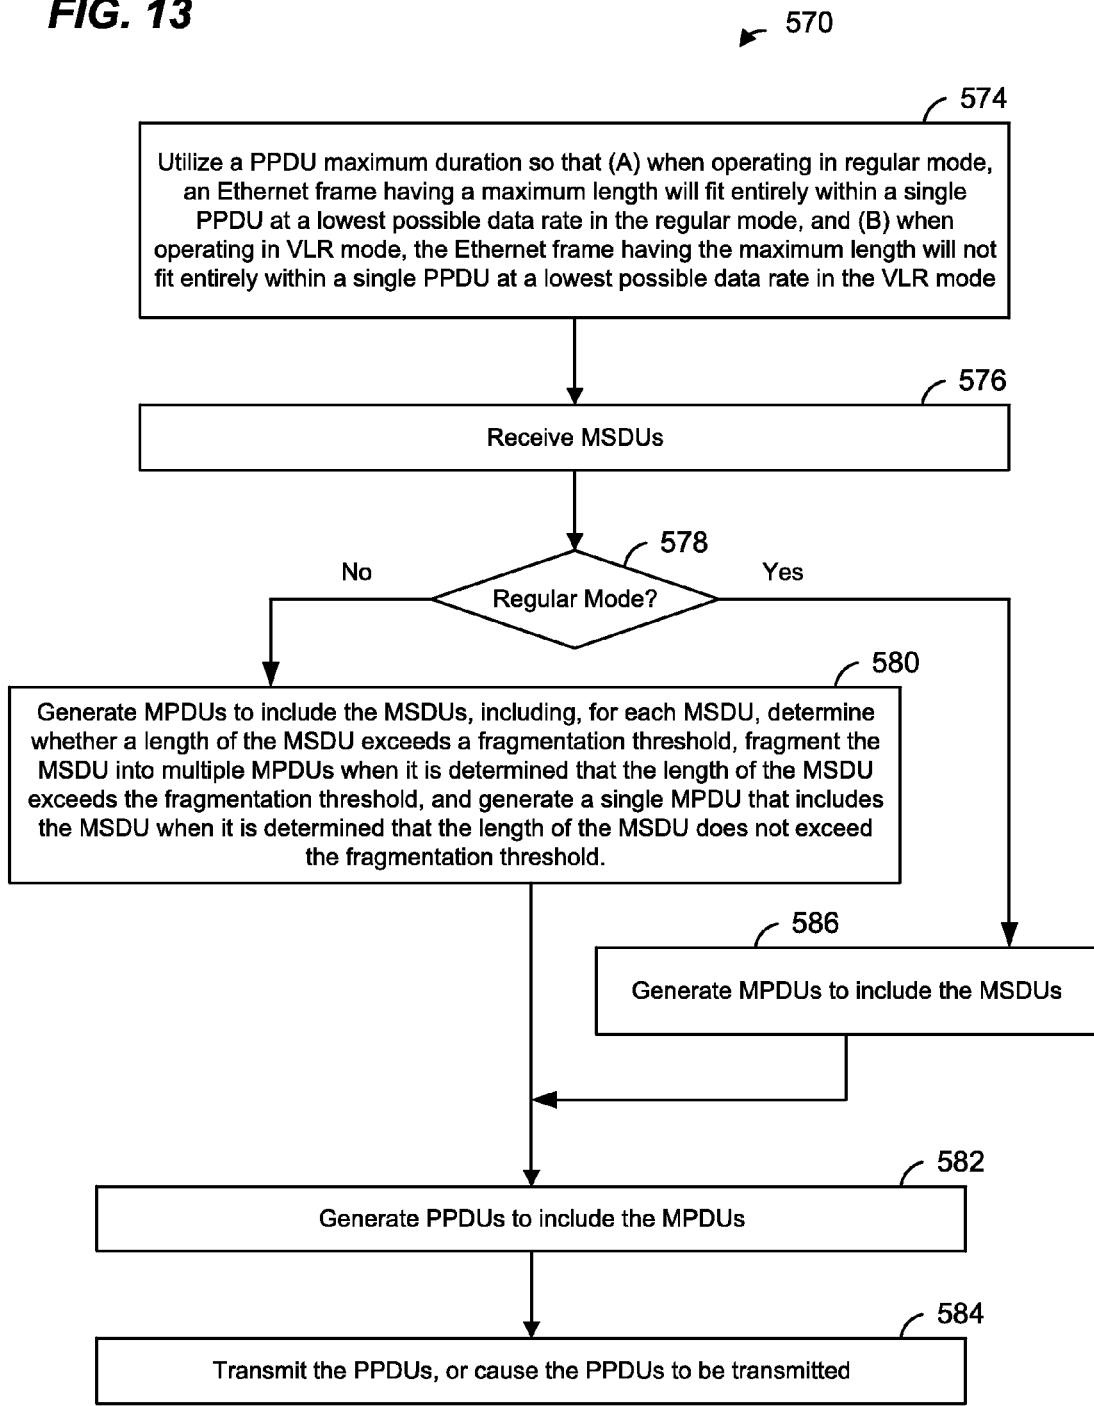 FIG. 13
570
574
Utilize a PPDU maximum duration so that (A) when operating in regular mode,
an Ethernet frame having a maximum length will fit entirely within a single
PPDU at a lowest possible data rate in the regular mode, and (B) when
operating in VLR mode, the Ethernet frame having the maximum length will not
fit entirely within a single PPDU at a lowest possible data rate in the VLR mode
576
Receive MSDUs
578
No
Yes
Regular Mode?
580
Generate MPDUs to include the MSDUs, including, for each MSDU, determine
whether a length of the MSDU exceeds a fragmentation threshold, fragment the
MSDU into multiple MPDUs when it is determined that the length of the MSDU
exceeds the fragmentation threshold, and generate a single MPDU that includes
the MSDU when it is determined that the length of the MSDU does not exceed
the fragmentation threshold.
586
Generate MPDUs to include the MSDUs
582
Generate PPDUs to include the MPDUs
584
Transmit the PPDUs, or cause the PPDUs to be transmitted